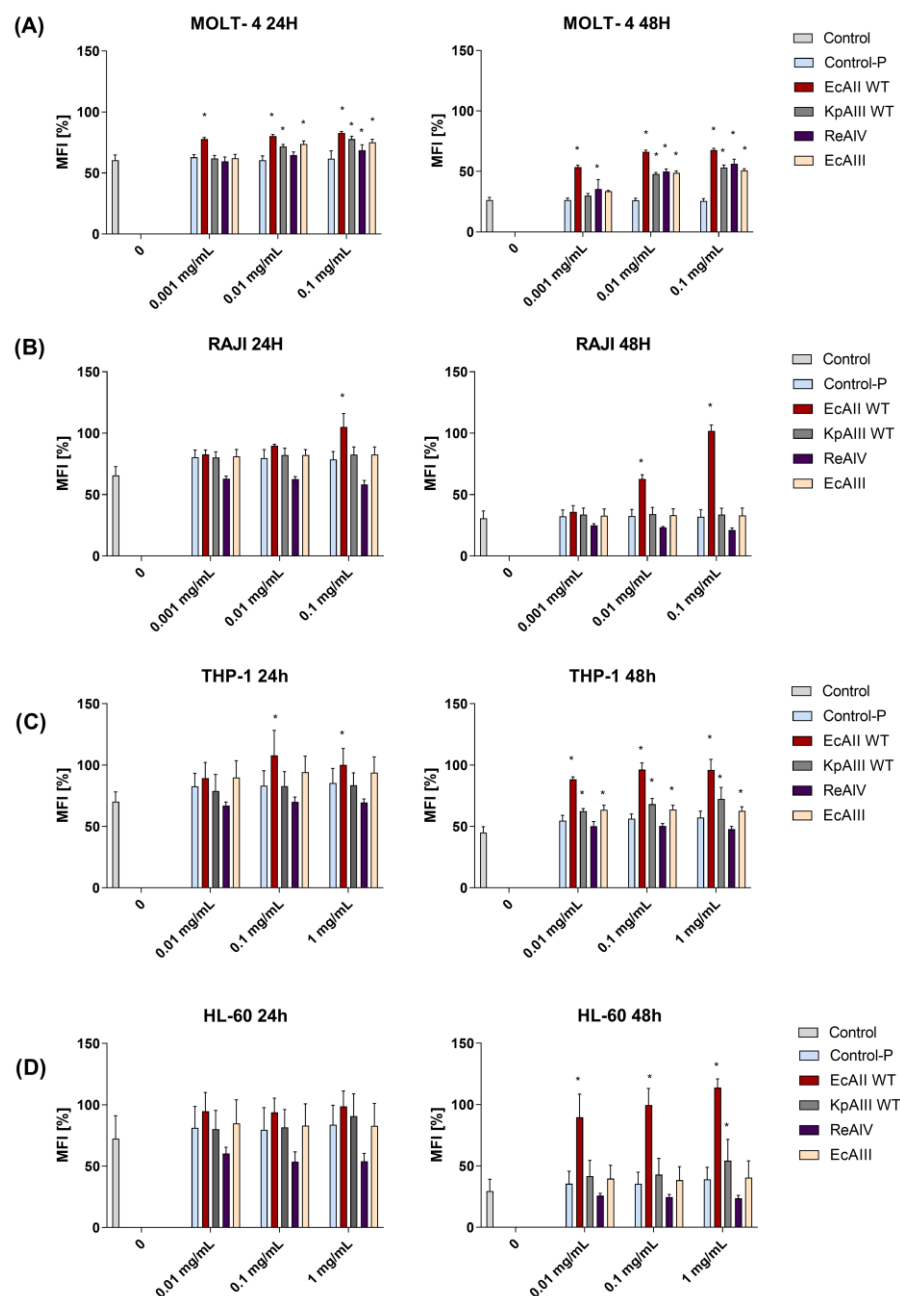 (A)
MOLT- 4 24H
MFI [%]
150
100
50
0
* * * * * * * *
0
0.001 mg/mL
0.01 mg/mL
0.1 mg/mL
MOLT- 4 48H
MFI [%]
150
100
50
0
* * * * * * * * * *
0
0.001 mg/mL
0.01 mg/mL
0.1 mg/mL
Control
Control-P
EcAII WT
KpAIII WT
ReAIV
EcAIII
(B)
RAJI 24H
MFI [%]
150
100
50
0
*
0
0.001 mg/mL
0.01 mg/mL
0.1 mg/mL
RAJI 48H
MFI [%]
150
100
50
0
* *
0
0.001 mg/mL
0.01 mg/mL
0.1 mg/mL
Control
Control-P
EcAII WT
KpAIII WT
ReAIV
EcAIII
(C)
THP-1 24h
MFI [%]
150
100
50
0
* *
0
0.01 mg/mL
0.1 mg/mL
1 mg/mL
THP-1 48h
MFI [%]
150
100
50
0
* * * * * * * * *
0
0.01 mg/mL
0.1 mg/mL
1 mg/mL
Control
Control-P
EcAII WT
KpAIII WT
ReAIV
EcAIII
(D)
HL-60 24h
MFI [%]
150
100
50
0
0
0.01 mg/mL
0.1 mg/mL
1 mg/mL
HL-60 48h
MFI [%]
150
100
50
0
* * * *
0
0.01 mg/mL
0.1 mg/mL
1 mg/mL
Control
Control-P
EcAII WT
KpAIII WT
ReAIV
EcAIII